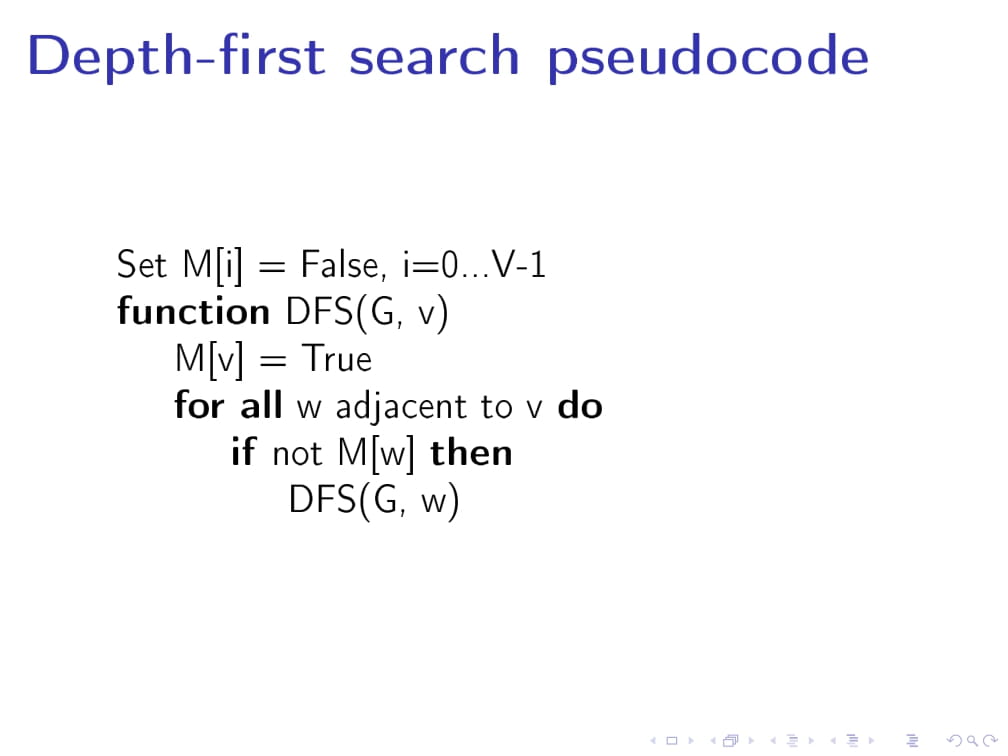 Depth-first search pseudocode
Set M[i] = False, i=0...V-1
function DFS(G, v)
M[v] = True
for all w adjacent to v do
if not M[w] then
DFS(G, w)